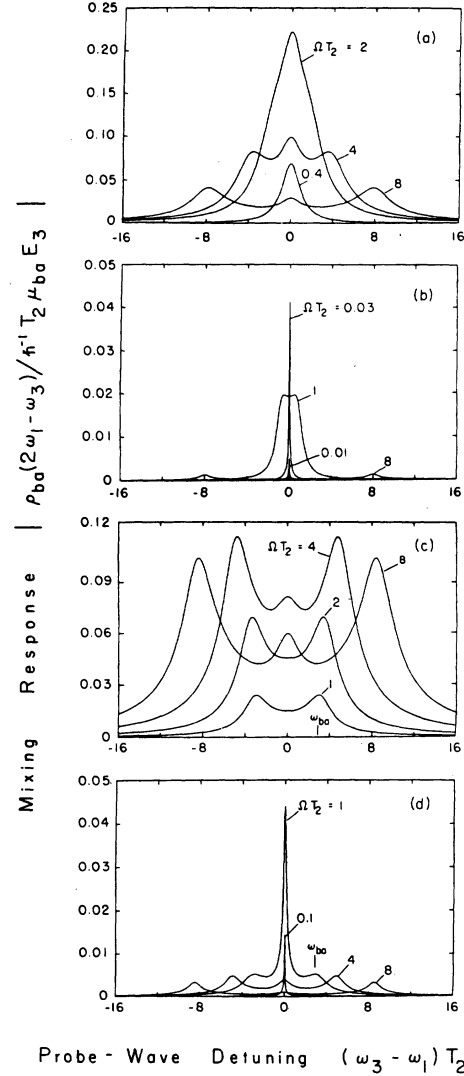 0.25
0.20
0.15
0.10
0.05
0
ΩT₂ = 2
(a)
4
0.4
8
-16 -8 0 8 16
0.05
0.04
0.03
0.02
0.01
0
(b)
ΩT₂ = 0.03
1
0.01
8
-16 -8 0 8 16
0.12
0.09
0.06
0.03
0
ΩT₂ = 4
(c)
8
2
1
ω_ba
-16 -8 0 8 16
0.05
0.04
0.03
0.02
0.01
0
(d)
ΩT₂ = 1
0.1
ω_ba
4
8
-16 -8 0 8 16
Mixing Response | ρ_ba(2ω₁-ω₃)/ℏ⁻¹T₂μ_baE₃ |
Probe-Wave Detuning (ω₃-ω₁)T₂